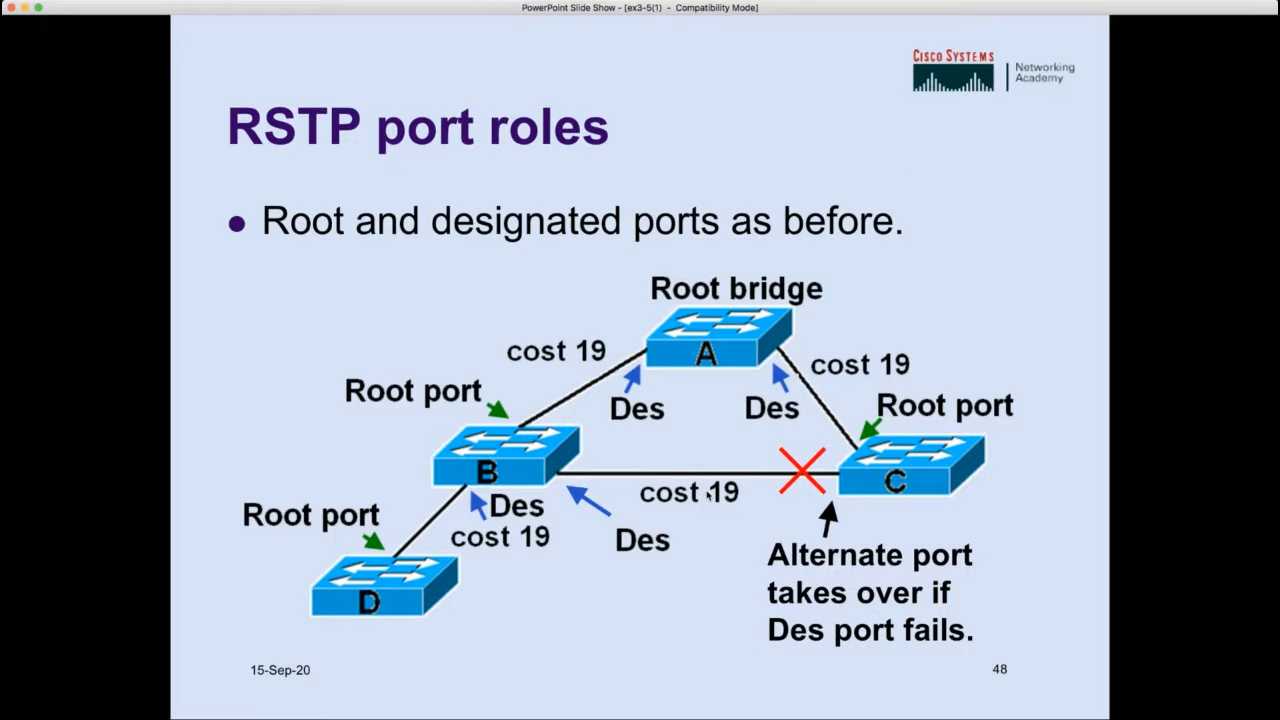 PowerPoint Slide Show - [ex3-5(1) - Compatibility Mode]
CISCO SYSTEMS
Networking
Academy
RSTP port roles
Root and designated ports as before.
Root bridge
A
cost 19
cost 19
Root port
Des
Des
Root port
B
cost 19
C
Des
Root port
cost 19
Des
D
Alternate port
takes over if
Des port fails.
15-Sep-20
48